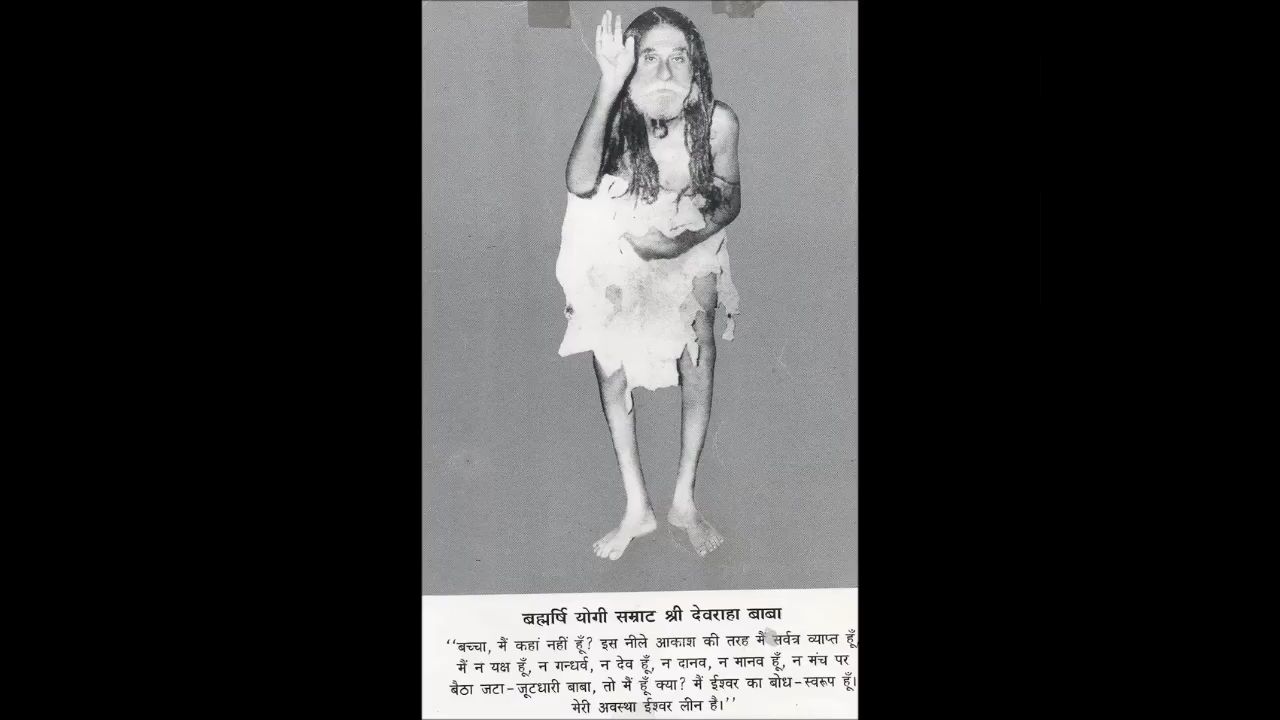 ब्रह्मर्षि योगी सम्राट श्री देवराहा बाबा
‘‘बच्चा, मैं कहां नहीं हूँ? इस नीले आकाश की तरह मैं सर्वत्र व्याप्त हूँ
मैं न यक्ष हूँ, न गन्धर्व, न देव हूँ, न दानव, न मानव हूँ, न मंच पर
बैठा जटा-जूटधारी बाबा, तो मैं हूँ क्या? मैं ईश्वर का बोध-स्वरूप हूँ।
मेरी अवस्था ईश्वर लीन है।’’